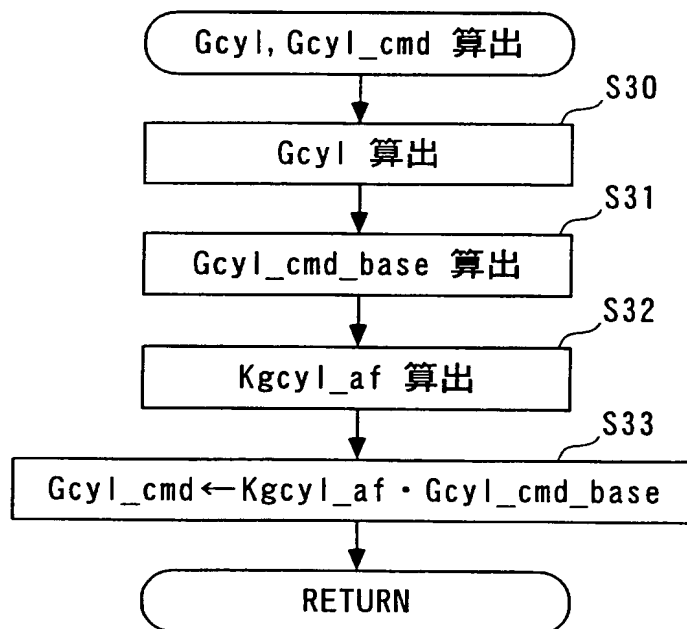 Gcyl, Gcyl_cmd 算出
S30
Gcyl 算出
S31
Gcyl_cmd_base 算出
S32
Kgcyl_af 算出
S33
Gcyl_cmd←Kgcyl_af・Gcyl_cmd_base
RETURN